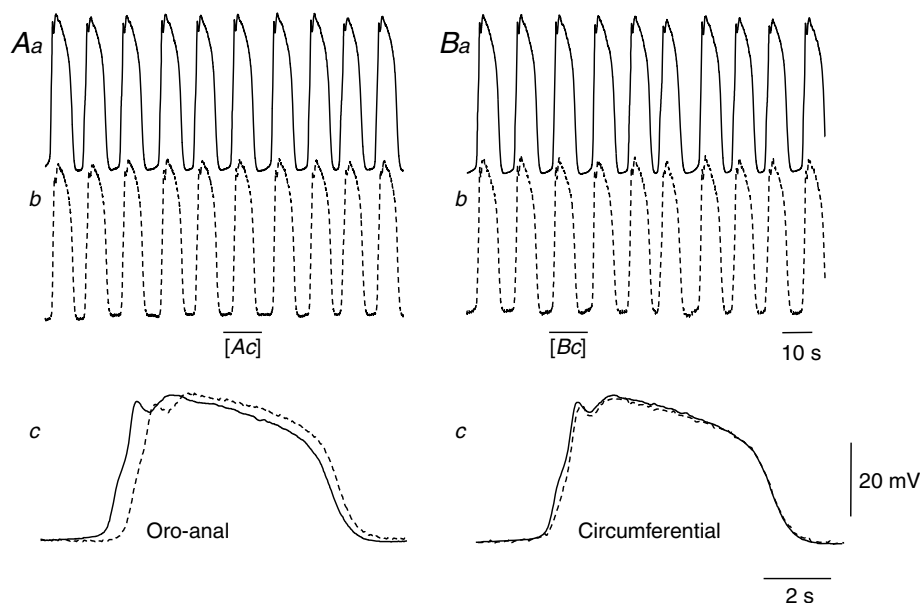 Aa
Ba
b
b
[Ac]
[Bc]
10 s
c
c
20 mV
Oro-anal
Circumferential
2 s